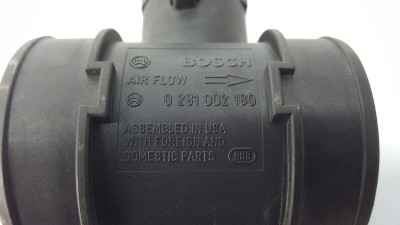 BOSCH
AIR FLOW
0 281 002 180
ASSEMBLED IN USA
WITH FOREIGN AND
DOMESTIC PARTS